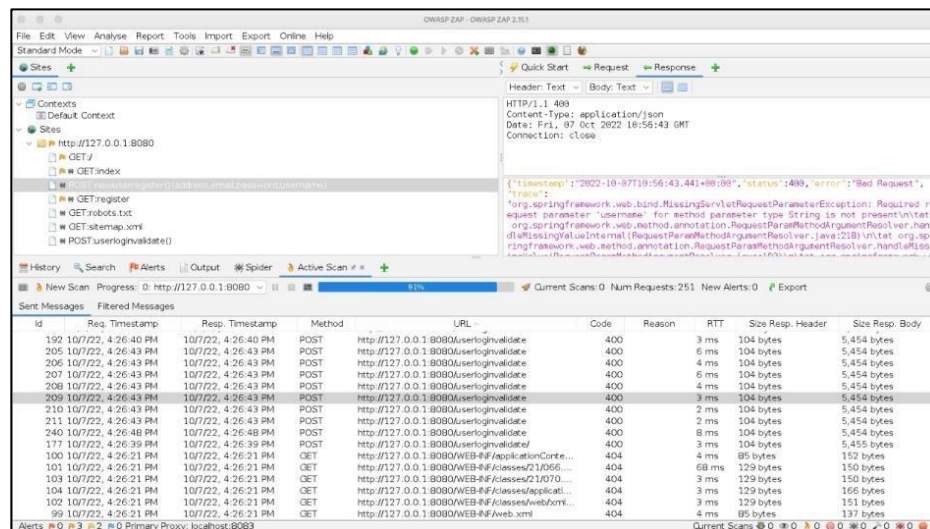 OWASP ZAP - OWASP ZAP 2.11.1
File Edit View Analyse Report Tools Import Export Online Help
Standard Mode
Sites
Quick Start Request Response
Header: Text Body: Text
Contexts
Default Context
Sites
http://127.0.0.1:8080
GET:/
GET:index
POST:newuserregister()(address,email,password,username)
GET:register
GET:robots.txt
GET:sitemap.xml
POST:userloginvalidate()
HTTP/1.1 400
Content-Type: application/json
Date: Fri, 07 Oct 2022 10:56:43 GMT
Connection: close
{"timestamp":"2022-10-07T10:56:43.441+00:00","status":400,"error":"Bad Request",
"trace":
"org.springframework.web.bind.MissingServletRequestParameterException: Required r
equest parameter 'username' for method parameter type String is not present\n\tat
org.springframework.web.method.annotation.RequestParamMethodArgumentResolver.han
dleMissingValueInternal(RequestParamMethodArgumentResolver.java:218)\n\tat org.sp
ringframework.web.method.annotation.RequestParamMethodArgumentResolver.handleMiss
History Search Alerts Output Spider Active Scan
New Scan Progress: 0: http://127.0.0.1:8080 91% Current Scans: 0 Num Requests: 251 New Alerts: 0 Export
Sent Messages Filtered Messages
Id Req. Timestamp Resp. Timestamp Method URL Code Reason RTT Size Resp. Header Size Resp. Body
192 10/7/22, 4:26:40 PM 10/7/22, 4:26:40 PM POST http://127.0.0.1:8080/userloginvalidate 400 3 ms 104 bytes 5,454 bytes
205 10/7/22, 4:26:43 PM 10/7/22, 4:26:43 PM POST http://127.0.0.1:8080/userloginvalidate 400 6 ms 104 bytes 5,454 bytes
206 10/7/22, 4:26:43 PM 10/7/22, 4:26:43 PM POST http://127.0.0.1:8080/userloginvalidate 400 4 ms 104 bytes 5,454 bytes
207 10/7/22, 4:26:43 PM 10/7/22, 4:26:43 PM POST http://127.0.0.1:8080/userloginvalidate 400 6 ms 104 bytes 5,454 bytes
208 10/7/22, 4:26:43 PM 10/7/22, 4:26:43 PM POST http://127.0.0.1:8080/userloginvalidate 400 4 ms 104 bytes 5,454 bytes
209 10/7/22, 4:26:43 PM 10/7/22, 4:26:43 PM POST http://127.0.0.1:8080/userloginvalidate 400 3 ms 104 bytes 5,454 bytes
210 10/7/22, 4:26:43 PM 10/7/22, 4:26:43 PM POST http://127.0.0.1:8080/userloginvalidate 400 2 ms 104 bytes 5,454 bytes
211 10/7/22, 4:26:43 PM 10/7/22, 4:26:43 PM POST http://127.0.0.1:8080/userloginvalidate 400 2 ms 104 bytes 5,454 bytes
240 10/7/22, 4:26:48 PM 10/7/22, 4:26:48 PM POST http://127.0.0.1:8080/userloginvalidate 400 8 ms 104 bytes 5,454 bytes
177 10/7/22, 4:26:39 PM 10/7/22, 4:26:39 PM POST http://127.0.0.1:8080/userloginvalidate/ 400 3 ms 104 bytes 5,455 bytes
100 10/7/22, 4:26:21 PM 10/7/22, 4:26:21 PM GET http://127.0.0.1:8080/WEB-INF/applicationConte... 404 4 ms 85 bytes 152 bytes
101 10/7/22, 4:26:21 PM 10/7/22, 4:26:21 PM GET http://127.0.0.1:8080/WEB-INF/classes/21/066.... 404 68 ms 129 bytes 150 bytes
103 10/7/22, 4:26:21 PM 10/7/22, 4:26:21 PM GET http://127.0.0.1:8080/WEB-INF/classes/21/070.... 404 3 ms 129 bytes 150 bytes
104 10/7/22, 4:26:21 PM 10/7/22, 4:26:21 PM GET http://127.0.0.1:8080/WEB-INF/classes/applicati... 404 3 ms 129 bytes 166 bytes
102 10/7/22, 4:26:21 PM 10/7/22, 4:26:21 PM GET http://127.0.0.1:8080/WEB-INF/classes/web/xml... 404 3 ms 129 bytes 151 bytes
99 10/7/22, 4:26:21 PM 10/7/22, 4:26:21 PM GET http://127.0.0.1:8080/WEB-INF/web.xml 404 4 ms 85 bytes 137 bytes
Alerts 0 3 2 0 Primary Proxy: localhost:8083 Current Scans 0 0 0 0 0 0 0